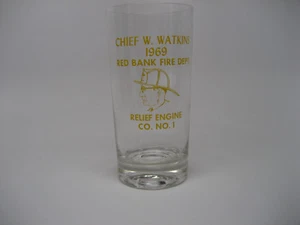 CHIEF W. WATKINS
1969
RED BANK FIRE DEPT.
RELIEF ENGINE
CO. NO. 1